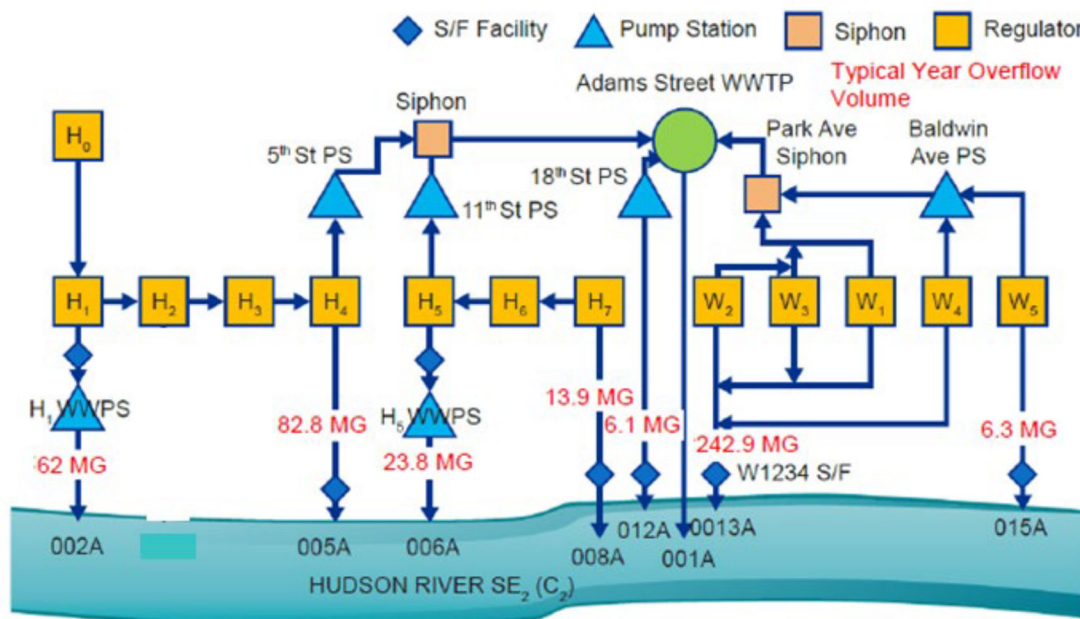 S/F Facility
Pump Station
Siphon
Regulator
Typical Year Overflow
Volume
Adams Street WWTP
Siphon
Park Ave
Siphon
Baldwin
Ave PS
H₀
5th St PS
11th St PS
18th St PS
H₁
H₂
H₃
H₄
H₅
H₆
H₇
W₂
W₃
W₁
W₄
W₅
H₁ WWPS
H₅ WWPS
62 MG
82.8 MG
23.8 MG
13.9 MG
6.1 MG
242.9 MG
6.3 MG
W1234 S/F
002A
005A
006A
008A
012A
001A
0013A
015A
HUDSON RIVER SE₂ (C₂)